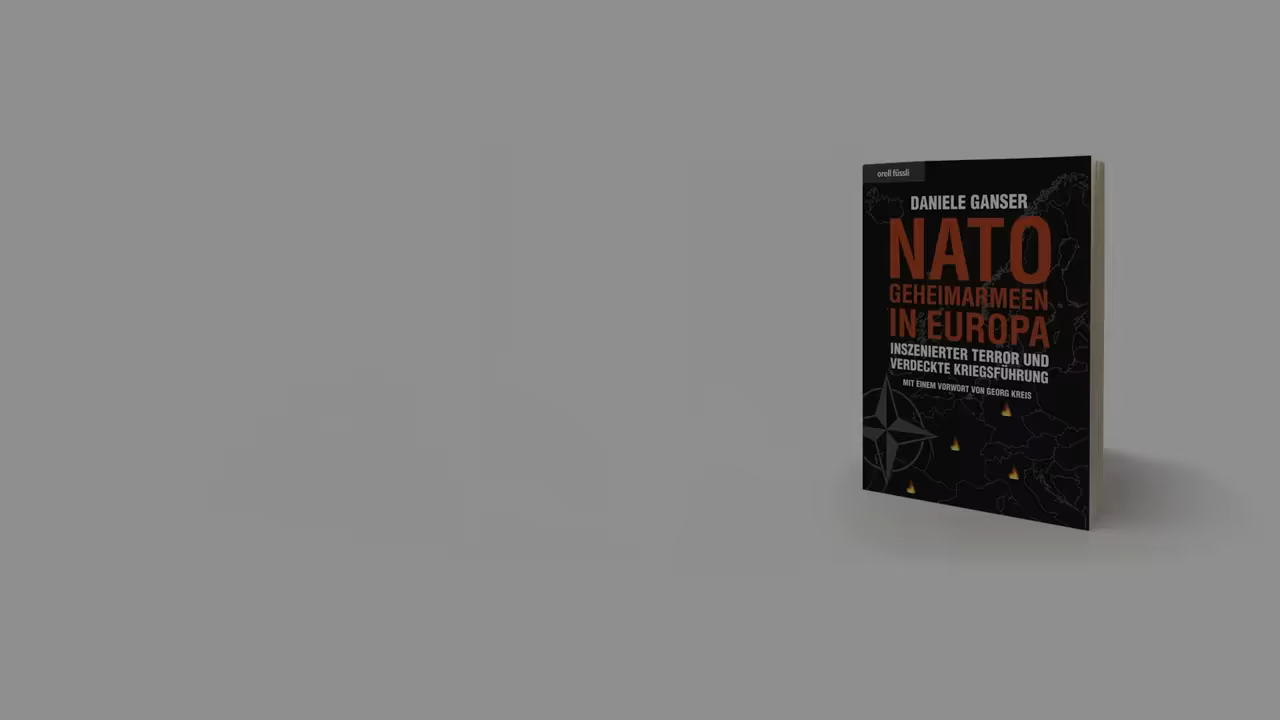 orell füssli
DANIELE GANSER
NATO
GEHEIMARMEEN
IN EUROPA
INSZENIERTER TERROR UND
VERDECKTE KRIEGSFÜHRUNG
MIT EINEM VORWORT VON GEORG KREIS